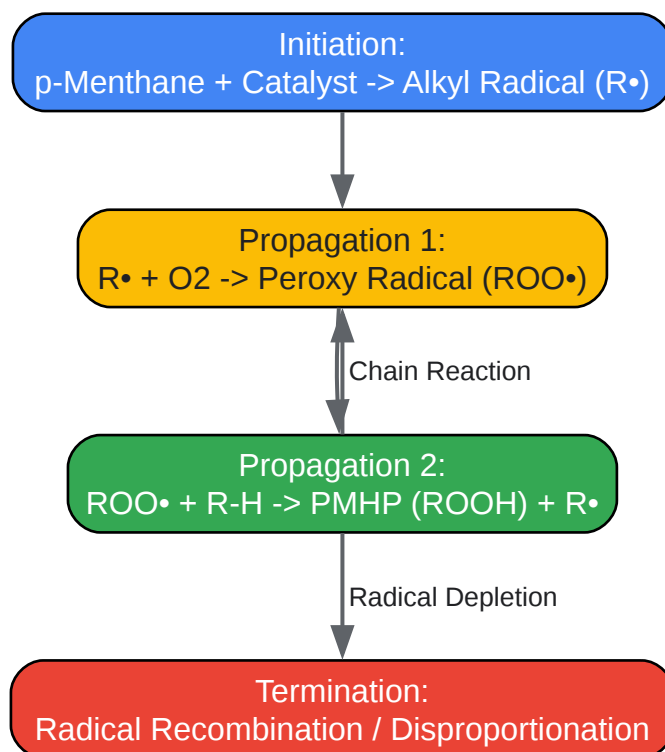 Initiation:
p-Menthane + Catalyst -> Alkyl Radical (R•)
Propagation 1:
R• + O2 -> Peroxy Radical (ROO•)
Chain Reaction
Propagation 2:
ROO• + R-H -> PMHP (ROOH) + R•
Radical Depletion
Termination:
Radical Recombination / Disproportionation